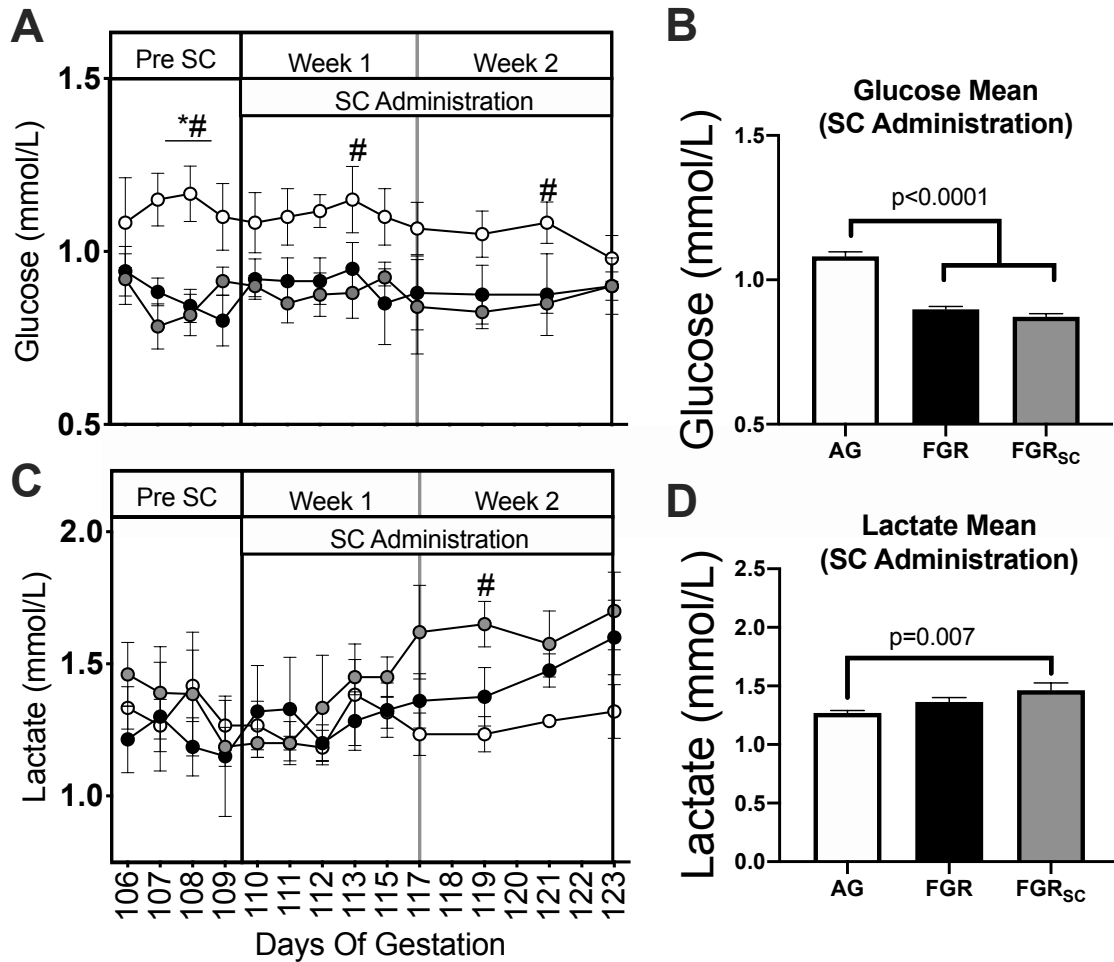 A
Pre SC
Week 1
Week 2
SC Administration
Glucose (mmol/L)
1.5
1.0
0.5
*#
#
#
B
Glucose Mean
(SC Administration)
Glucose (mmol/L)
1.5
1.0
0.5
p<0.0001
AG
FGR
FGRSC
C
Pre SC
Week 1
Week 2
SC Administration
Lactate (mmol/L)
2.0
1.5
1.0
#
106
107
108
109
110
111
112
113
115
117
118
119
120
121
122
123
Days Of Gestation
D
Lactate Mean
(SC Administration)
Lactate (mmol/L)
2.5
2.0
1.5
1.0
0.5
0.0
p=0.007
AG
FGR
FGRSC